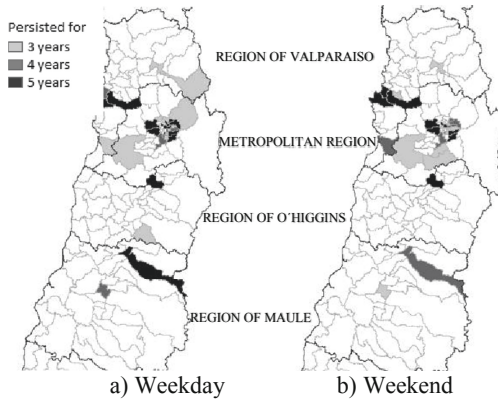 Persisted for
3 years
4 years
5 years
REGION OF VALPARAISO
METROPOLITAN REGION
REGION OF O´HIGGINS
REGION OF MAULE
a) Weekday
b) Weekend